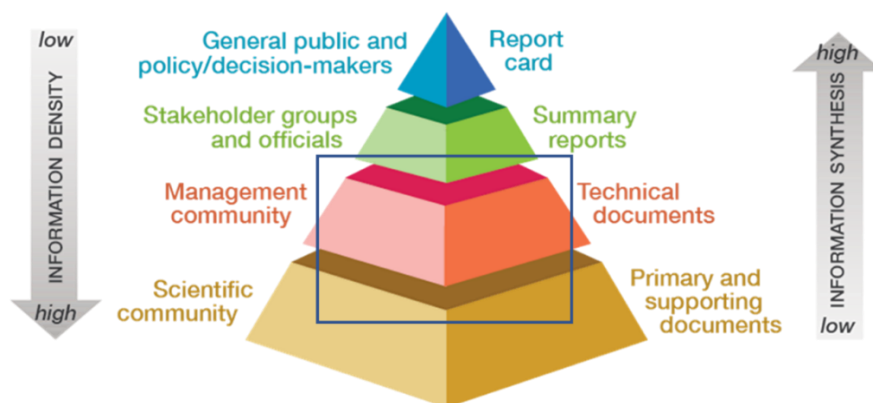 low
INFORMATION DENSITY
high
General public and
policy/decision-makers
Report
card
Stakeholder groups
and officials
Summary
reports
Management
community
Technical
documents
Scientific
community
Primary and
supporting
documents
high
INFORMATION SYNTHESIS
low